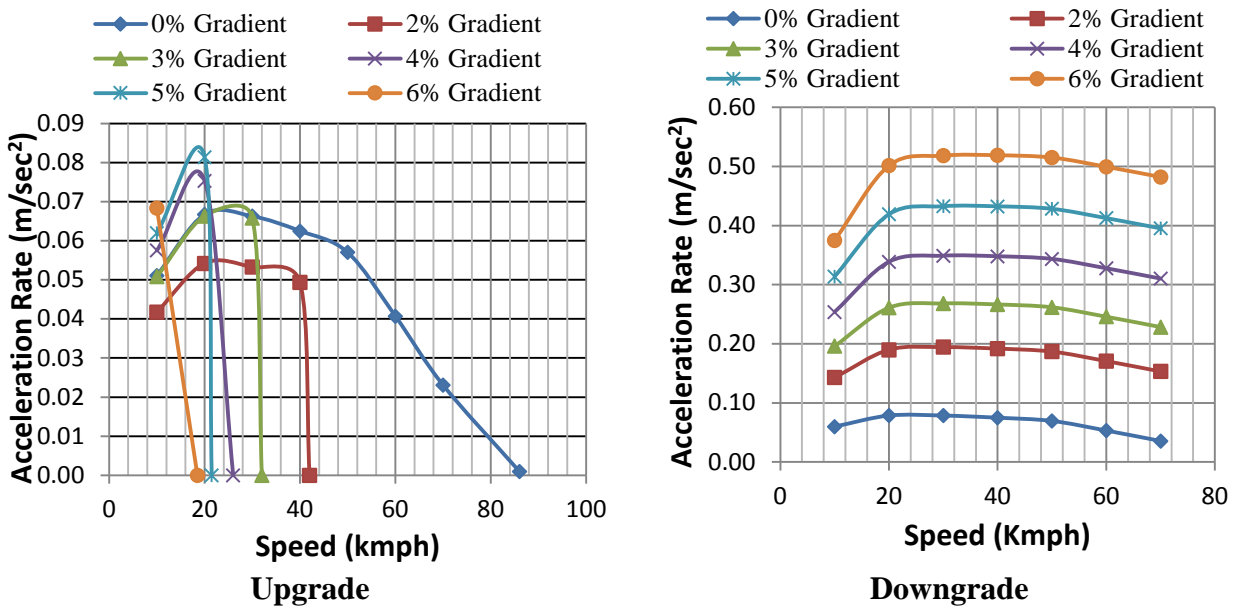 0% Gradient 2% Gradient
3% Gradient 4% Gradient
5% Gradient 6% Gradient
Acceleration Rate (m/sec²)
0.09
0.08
0.07
0.06
0.05
0.04
0.03
0.02
0.01
0.00
0 20 40 60 80 100
Speed (kmph)
Upgrade
0% Gradient 2% Gradient
3% Gradient 4% Gradient
5% Gradient 6% Gradient
Acceleration Rate (m/sec²)
0.60
0.50
0.40
0.30
0.20
0.10
0.00
0 20 40 60 80
Speed (Kmph)
Downgrade